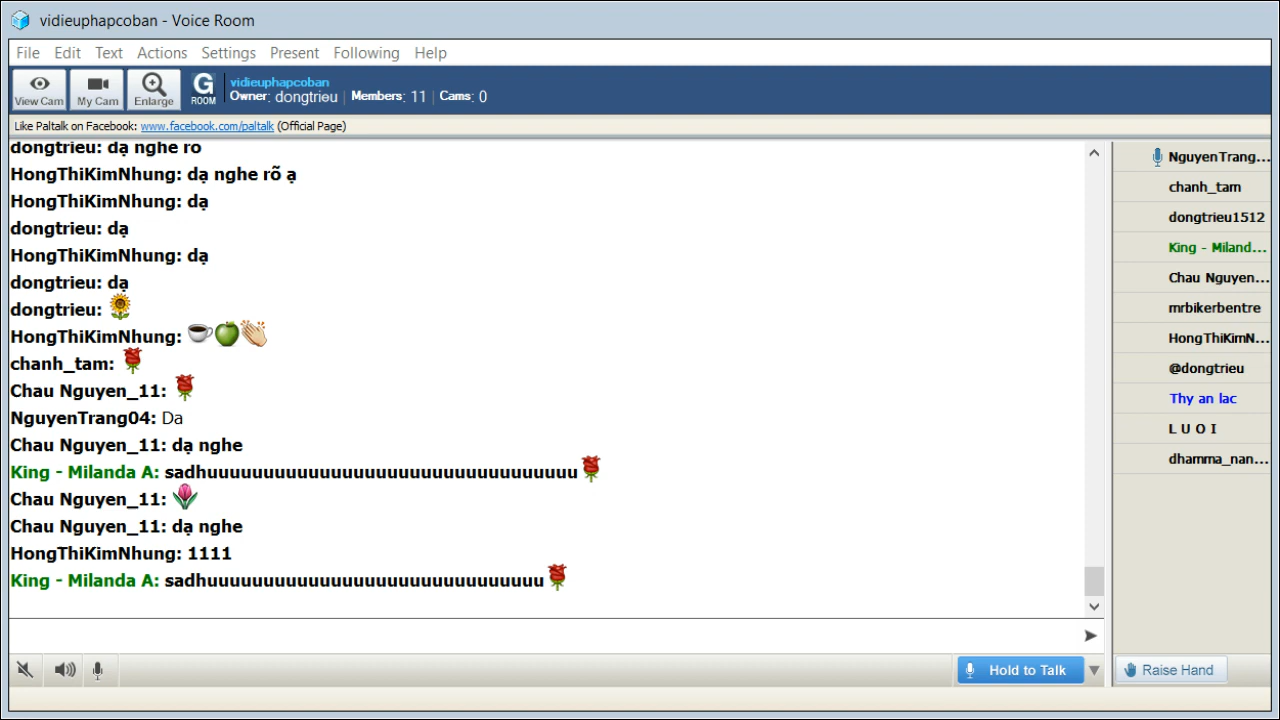 vidieuphapcoban - Voice Room
File Edit Text Actions Settings Present Following Help
View Cam My Cam Enlarge G ROOM
vidieuphapcoban
Owner: dongtrieu | Members: 11 | Cams: 0
Like Paltalk on Facebook: www.facebook.com/paltalk (Official Page)
dongtrieu: dạ nghe rõ
HongThiKimNhung: dạ nghe rõ ạ
HongThiKimNhung: dạ
dongtrieu: dạ
HongThiKimNhung: dạ
dongtrieu: dạ
dongtrieu:
HongThiKimNhung:
chanh_tam:
Chau Nguyen_11:
NguyenTrang04: Da
Chau Nguyen_11: dạ nghe
King - Milanda A: sadhuuuuuuuuuuuuuuuuuuuuuuuuuuuuuuuuu
Chau Nguyen_11:
Chau Nguyen_11: dạ nghe
HongThiKimNhung: 1111
King - Milanda A: sadhuuuuuuuuuuuuuuuuuuuuuuuuuuuuuu
NguyenTrang...
chanh_tam
dongtrieu1512
King - Miland...
Chau Nguyen...
mrbikerbentre
HongThiKimN...
@dongtrieu
Thy an lac
L U O I
dhamma_nan...
Hold to Talk
Raise Hand